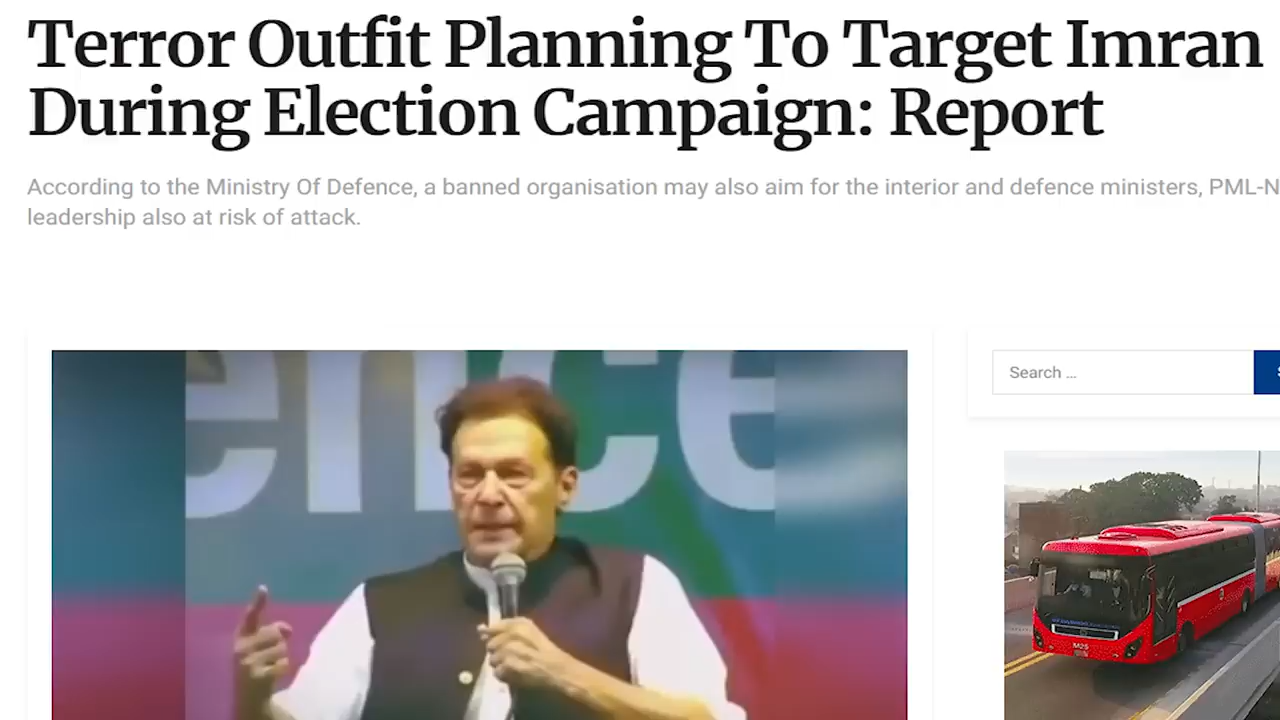 Terror Outfit Planning To Target Imran
During Election Campaign: Report
According to the Ministry Of Defence, a banned organisation may also aim for the interior and defence ministers, PML-N
leadership also at risk of attack.
Search ...
ence
M25